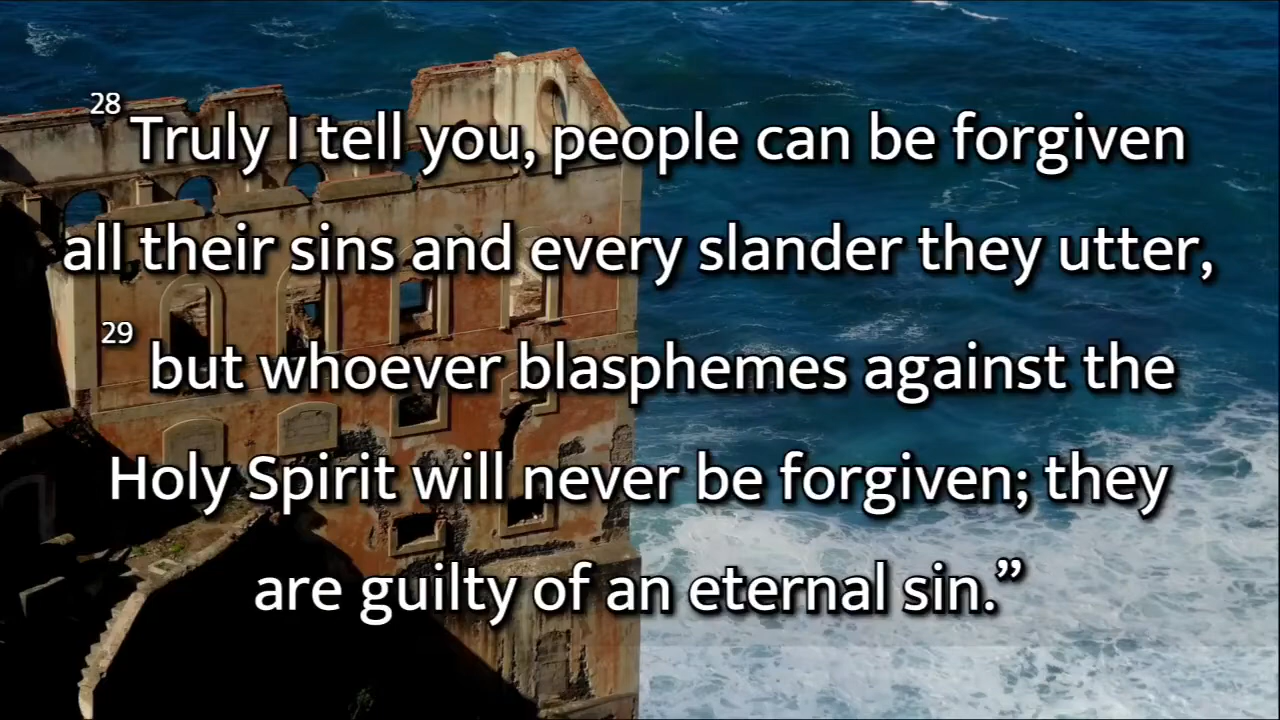 28 Truly I tell you, people can be forgiven
all their sins and every slander they utter,
29 but whoever blasphemes against the
Holy Spirit will never be forgiven; they
are guilty of an eternal sin.”